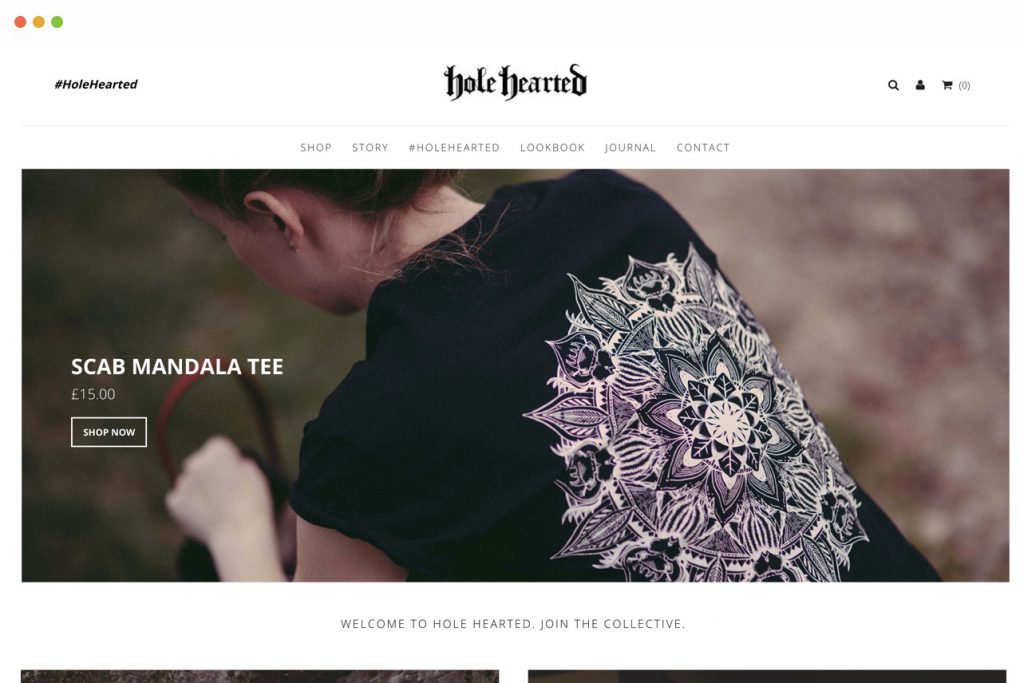 #HoleHearted
hole hearted
(0)
SHOP STORY #HOLEHEARTED LOOKBOOK JOURNAL CONTACT
SCAB MANDALA TEE
£15.00
SHOP NOW
WELCOME TO HOLE HEARTED. JOIN THE COLLECTIVE.